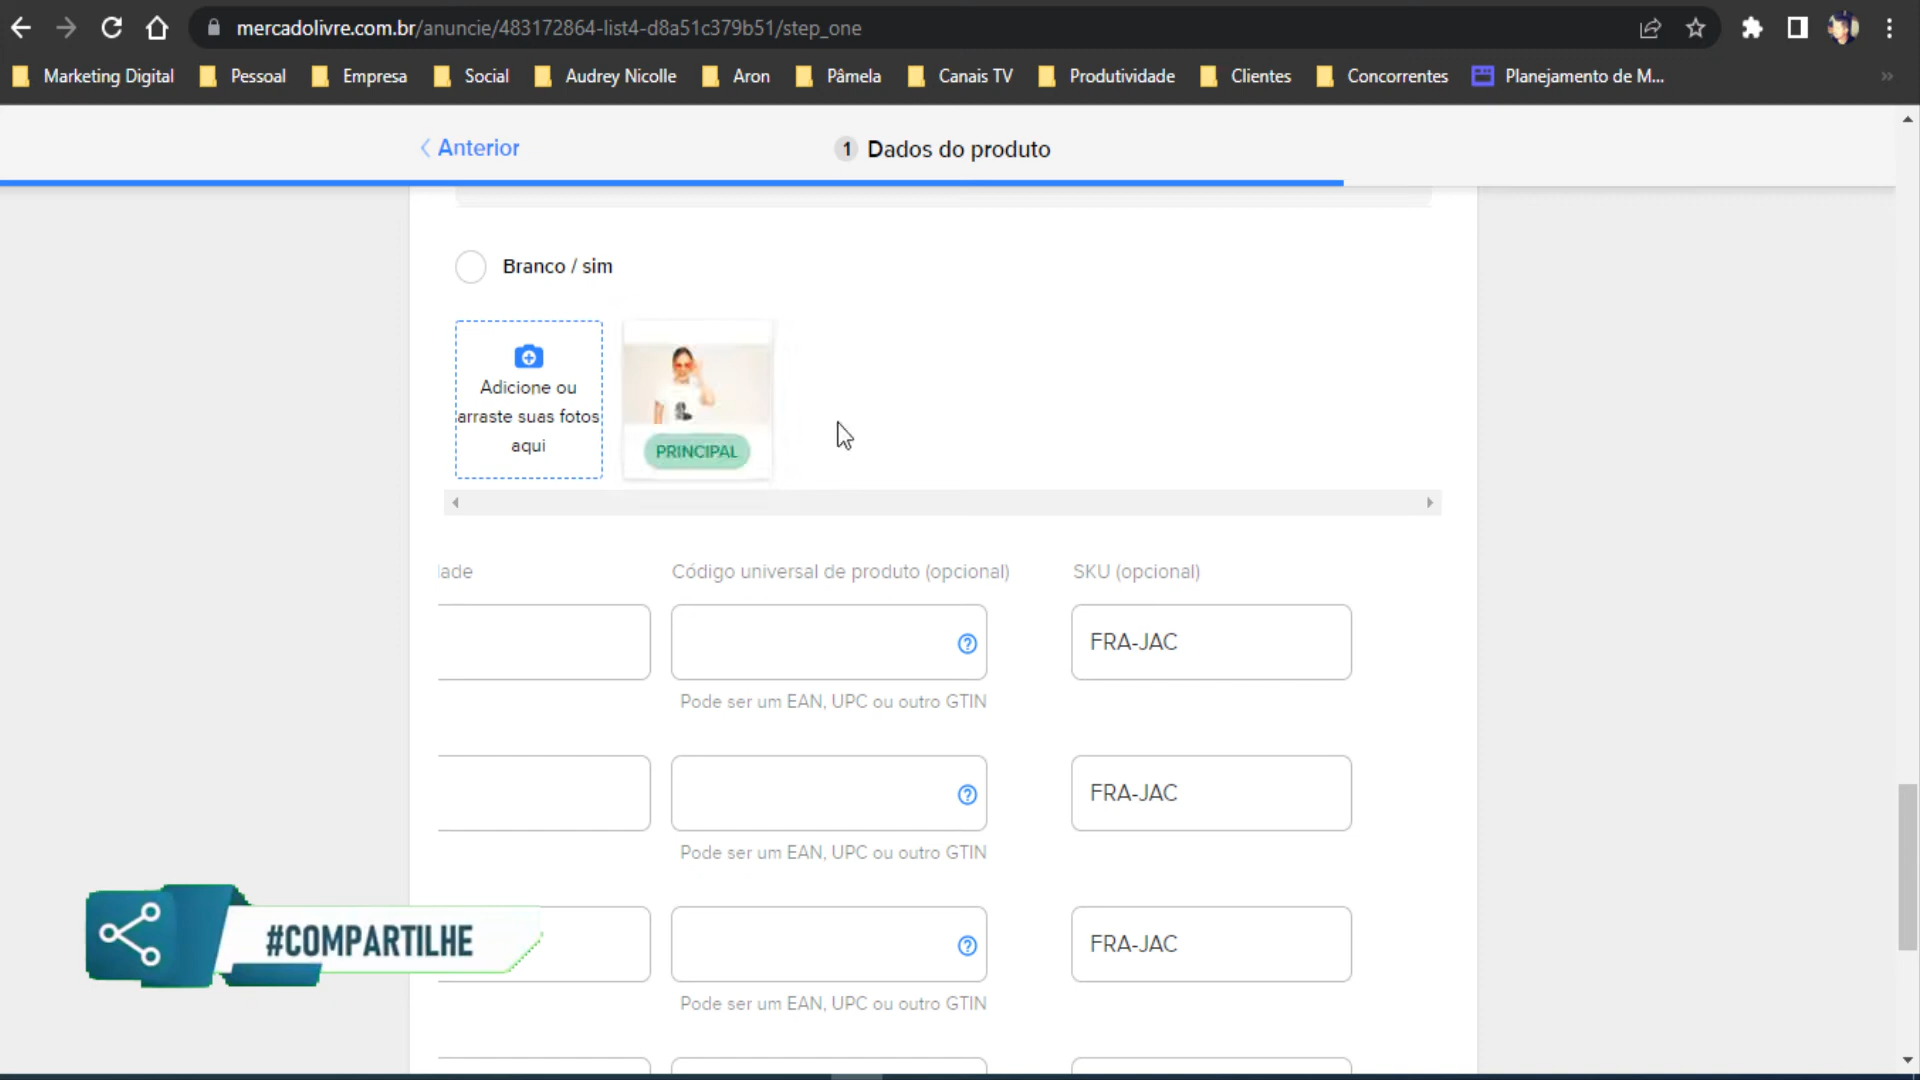 mercadolivre.com.br/anuncie/483172864-list4-d8a51c379b51/step_one
Marketing Digital Pessoal Empresa Social Audrey Nicolle Aron Pâmela Canais TV Produtividade Clientes Concorrentes Planejamento de M...
Anterior
1 Dados do produto
Branco / sim
Adicione ou
arraste suas fotos
aqui
PRINCIPAL
lade
Código universal de produto (opcional)
SKU (opcional)
FRA-JAC
Pode ser um EAN, UPC ou outro GTIN
FRA-JAC
Pode ser um EAN, UPC ou outro GTIN
#COMPARTILHE
FRA-JAC
Pode ser um EAN, UPC ou outro GTIN